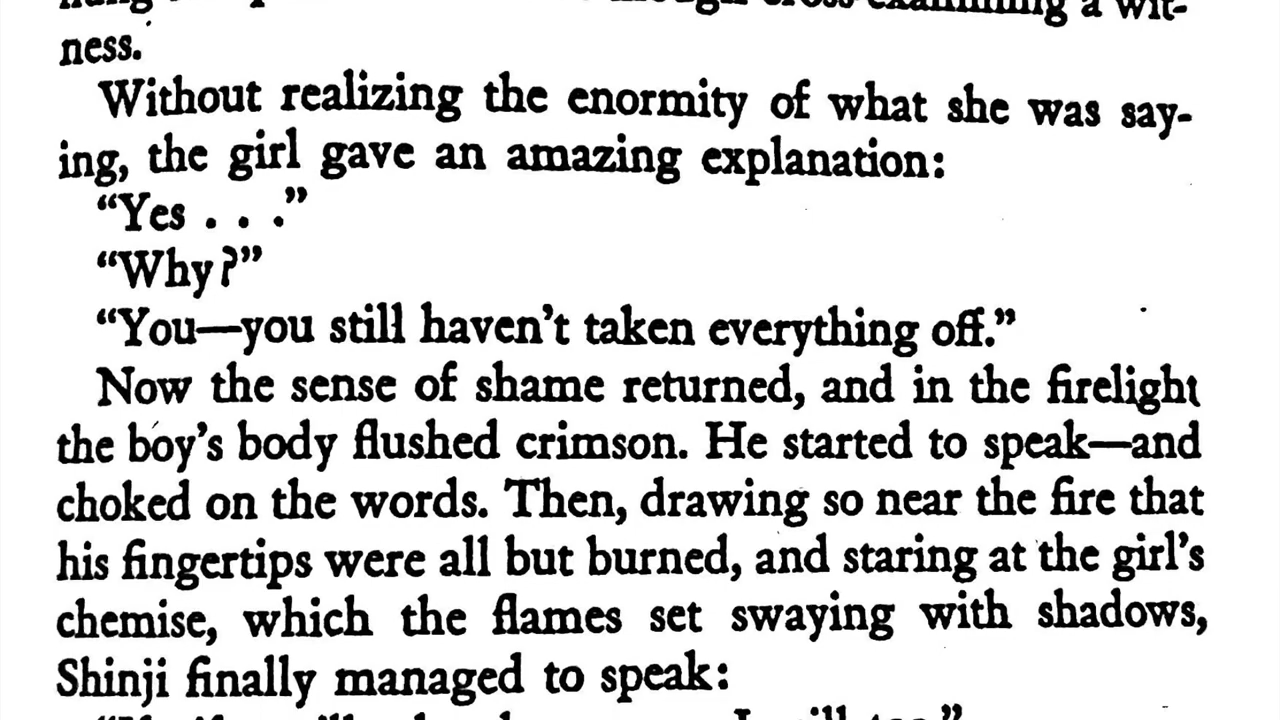 cross-examining a wit-
ness.
Without realizing the enormity of what she was say-
ing, the girl gave an amazing explanation:
“Yes . . .”
“Why?”
“You—you still haven’t taken everything off.”
Now the sense of shame returned, and in the firelight
the boy’s body flushed crimson. He started to speak—and
choked on the words. Then, drawing so near the fire that
his fingertips were all but burned, and staring at the girl’s
chemise, which the flames set swaying with shadows,
Shinji finally managed to speak: